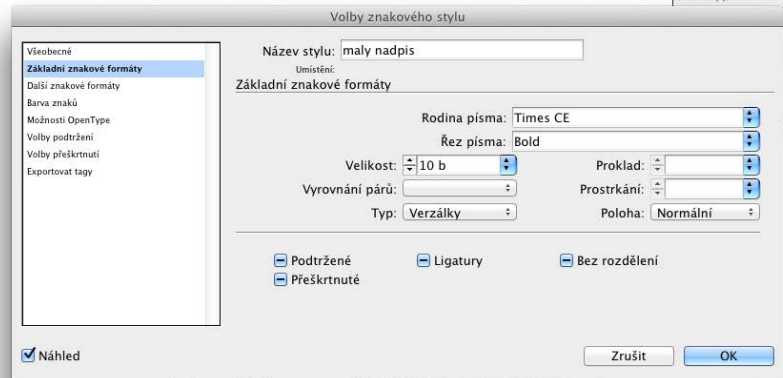 Volby znakového stylu
Všeobecné
Základní znakové formáty
Další znakové formáty
Barva znaků
Možnosti OpenType
Volby podtržení
Volby přeškrtnutí
Exportovat tagy
Název stylu: maly nadpis
Umístění:
Základní znakové formáty
Rodina písma: Times CE
Řez písma: Bold
Velikost: 10 b Proklad:
Vyrovnání párů: Prostrkání:
Typ: Verzálky Poloha: Normální
Podtržené Ligatury Bez rozdělení
Přeškrtnuté
Náhled Zrušit OK